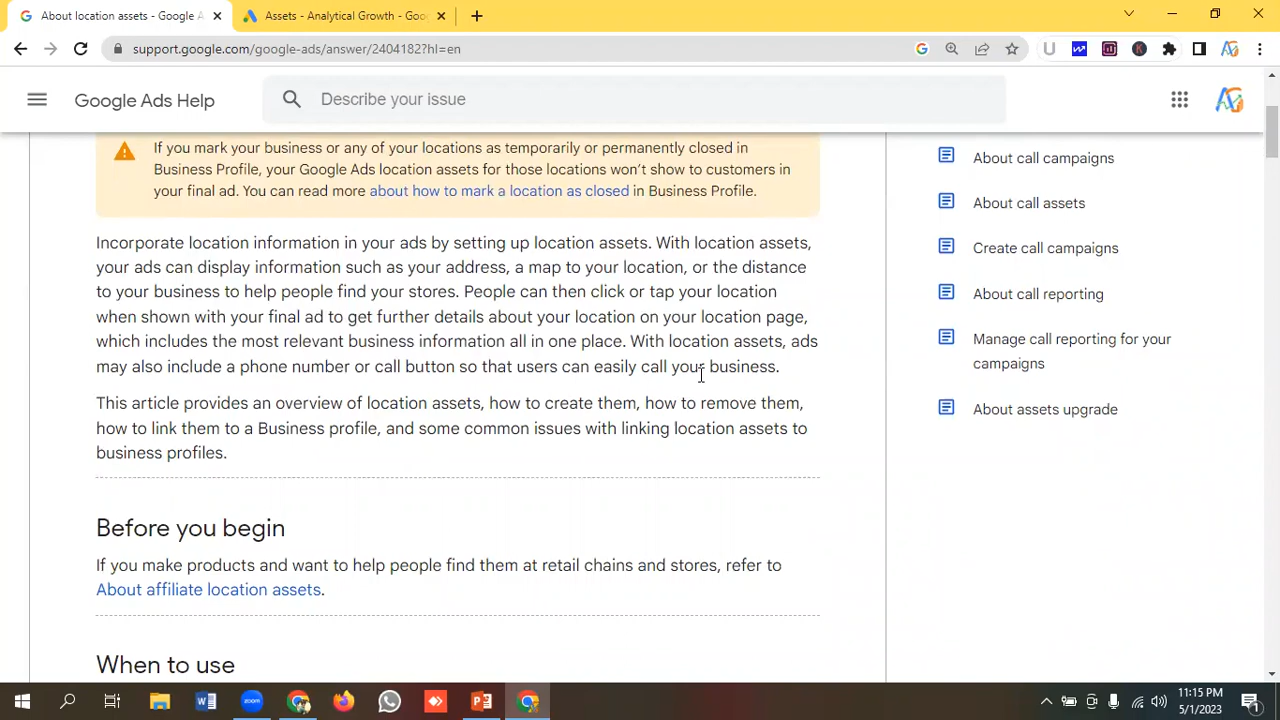 About location assets - Google A
Assets - Analytical Growth - Goo
support.google.com/google-ads/answer/2404182?hl=en
Google Ads Help
Describe your issue
If you mark your business or any of your locations as temporarily or permanently closed in
Business Profile, your Google Ads location assets for those locations won't show to customers in
your final ad. You can read more about how to mark a location as closed in Business Profile.
Incorporate location information in your ads by setting up location assets. With location assets,
your ads can display information such as your address, a map to your location, or the distance
to your business to help people find your stores. People can then click or tap your location
when shown with your final ad to get further details about your location on your location page,
which includes the most relevant business information all in one place. With location assets, ads
may also include a phone number or call button so that users can easily call your business.
This article provides an overview of location assets, how to create them, how to remove them,
how to link them to a Business profile, and some common issues with linking location assets to
business profiles.
Before you begin
If you make products and want to help people find them at retail chains and stores, refer to
About affiliate location assets.
When to use
About call campaigns
About call assets
Create call campaigns
About call reporting
Manage call reporting for your
campaigns
About assets upgrade
11:15 PM
5/1/2023